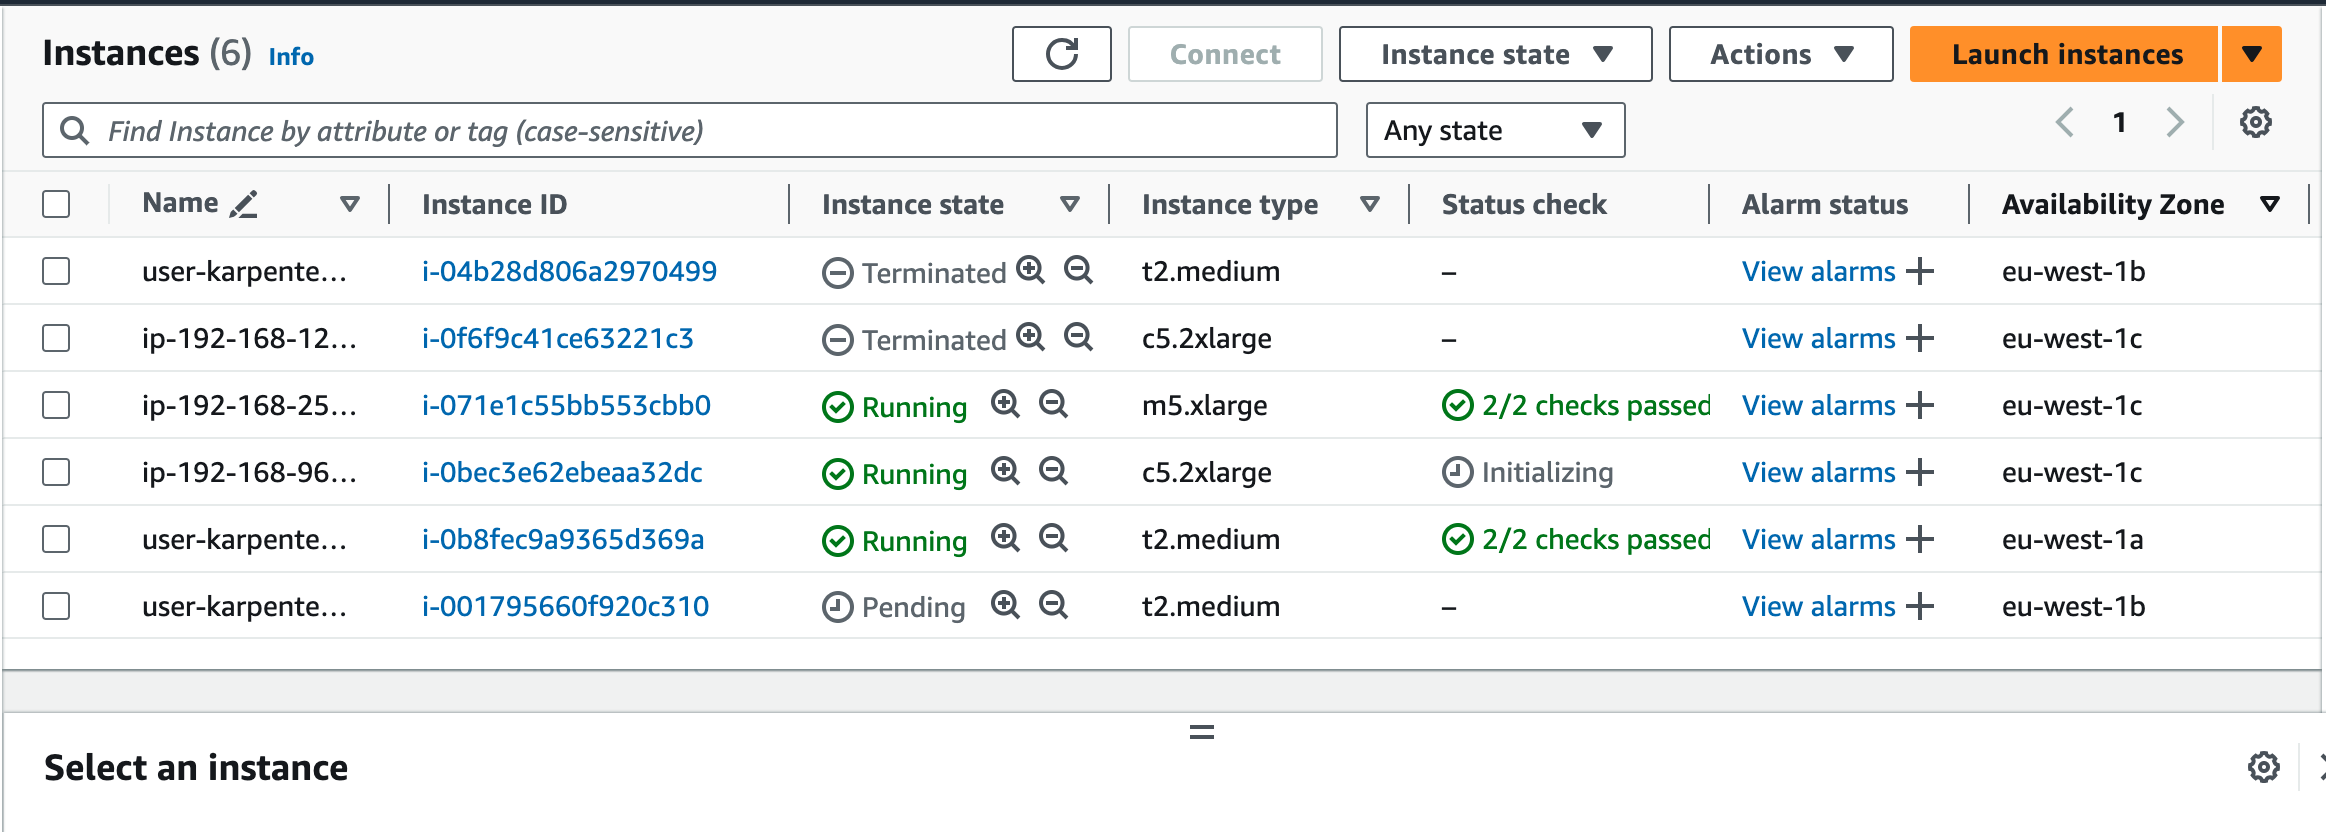 Instances (6) Info Connect Instance state Actions Launch instances
Find Instance by attribute or tag (case-sensitive) Any state 1
Name Instance ID Instance state Instance type Status check Alarm status Availability Zone
user-karpente... i-04b28d806a2970499 Terminated t2.medium – View alarms eu-west-1b
ip-192-168-12... i-0f6f9c41ce63221c3 Terminated c5.2xlarge – View alarms eu-west-1c
ip-192-168-25... i-071e1c55bb553cbb0 Running m5.xlarge 2/2 checks passed View alarms eu-west-1c
ip-192-168-96... i-0bec3e62ebeaa32dc Running c5.2xlarge Initializing View alarms eu-west-1c
user-karpente... i-0b8fec9a9365d369a Running t2.medium 2/2 checks passed View alarms eu-west-1a
user-karpente... i-001795660f920c310 Pending t2.medium – View alarms eu-west-1b
Select an instance